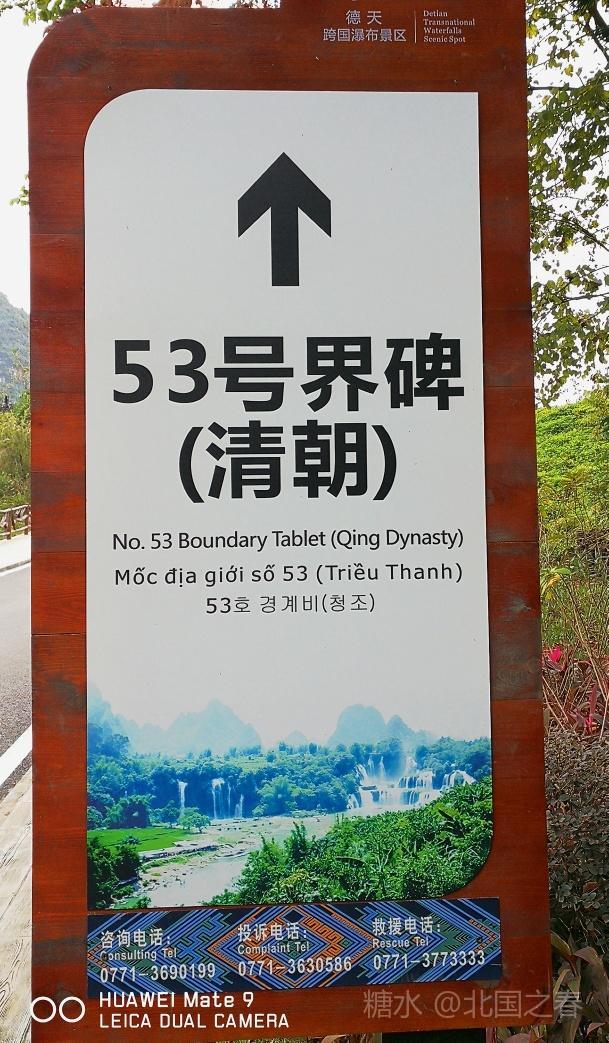 德天
跨国瀑布景区
Detian
Transnational
Waterfalls
Scenic Spot
53号界碑
(清朝)
No. 53 Boundary Tablet (Qing Dynasty)
Mốc địa giới số 53 (Triều Thanh)
53호 경계비(청조)
咨询电话:
Consulting Tel
0771-3690199
投诉电话:
Complaint Tel
0771-3630586
救援电话:
Rescue Tel
0771-3773333
HUAWEI Mate 9
LEICA DUAL CAMERA
糖水 @北国之春